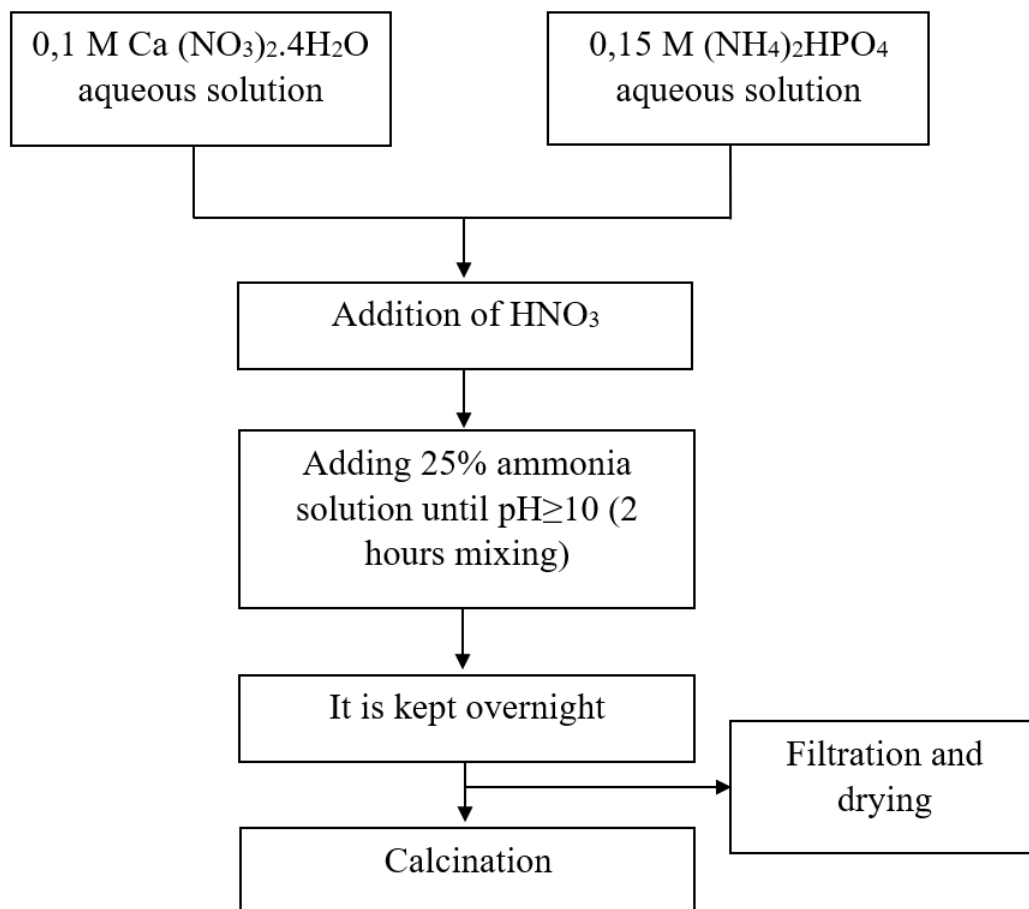 0,1 M Ca (NO₃)₂.4H₂O
aqueous solution
0,15 M (NH₄)₂HPO₄
aqueous solution
Addition of HNO₃
Adding 25% ammonia
solution until pH≥10 (2
hours mixing)
It is kept overnight
Filtration and
drying
Calcination